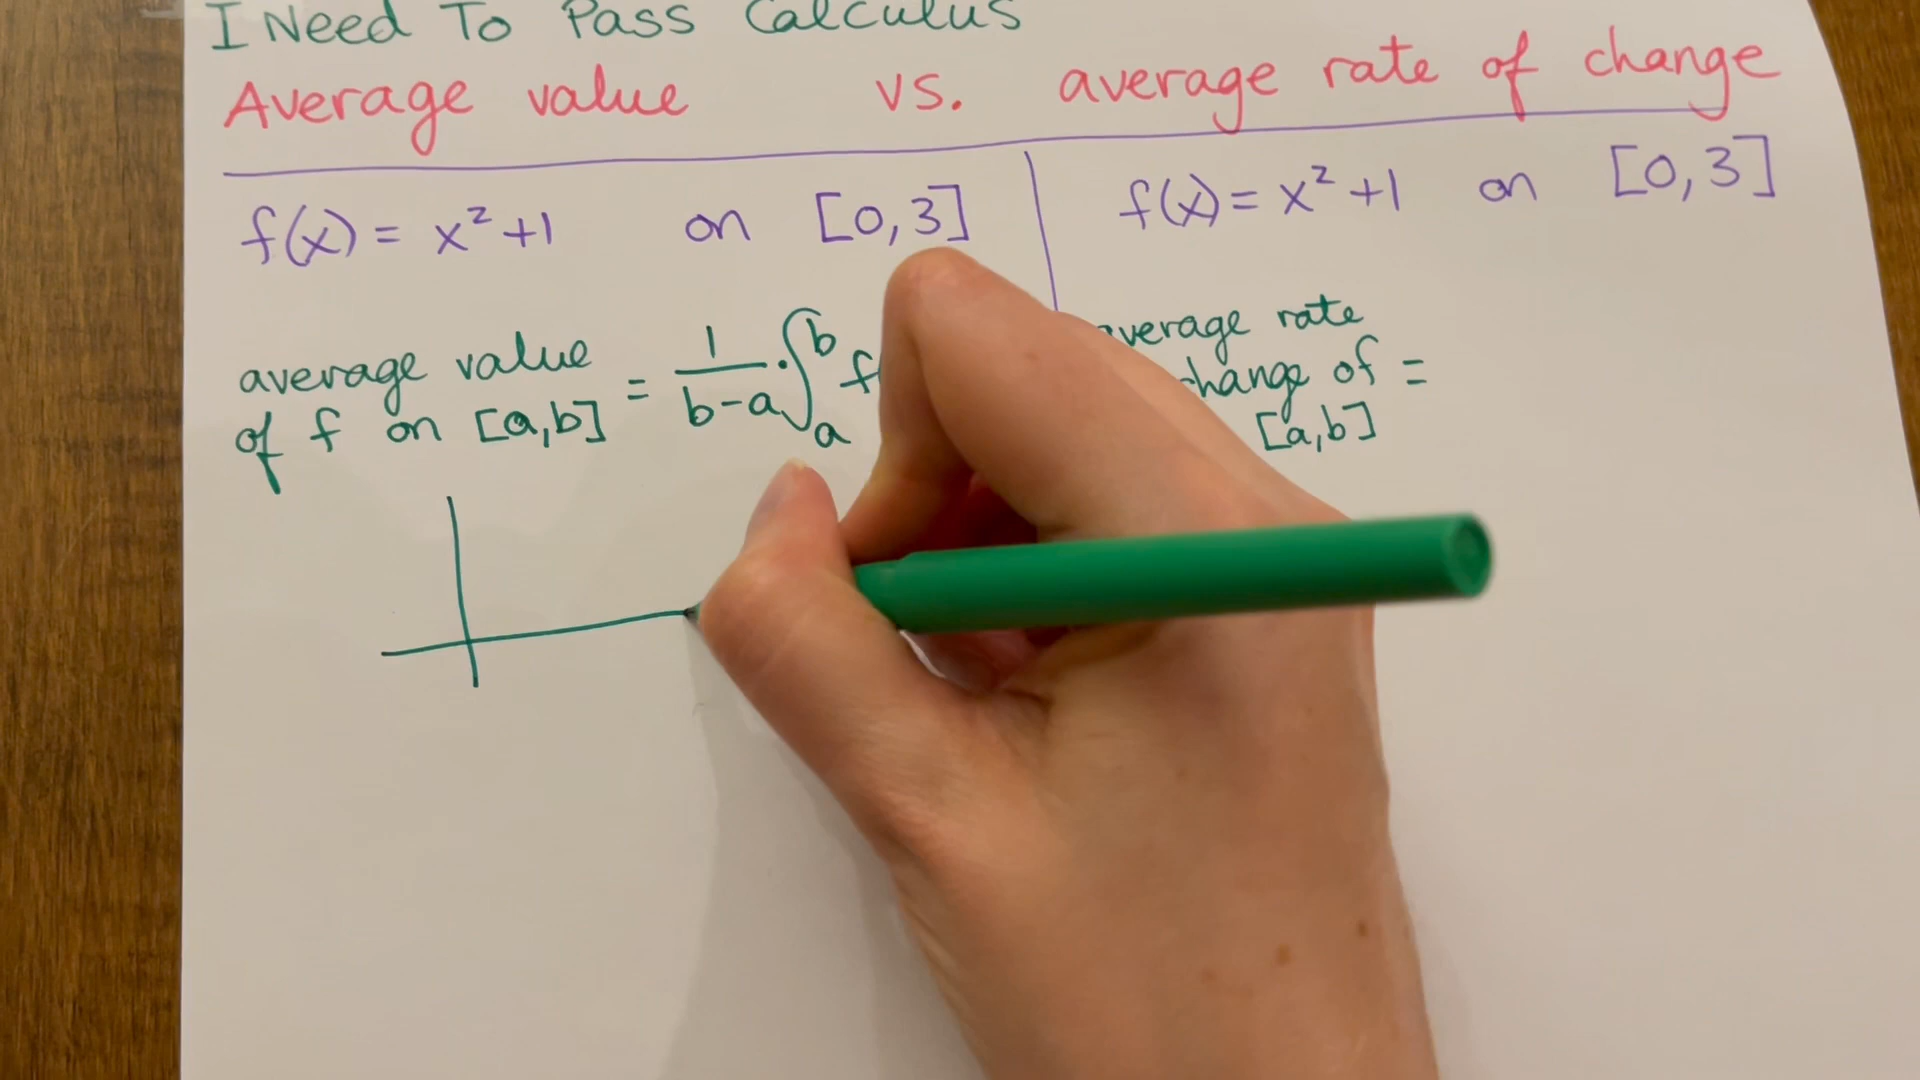 I Need To Pass Calculus
Average value vs. average rate of change
f(x) = x²+1 on [0,3]
f(x) = x²+1 on [0,3]
average value
of f on [a,b] = 1/(b-a) · ∫ₐᵇ f
rate
change of =
[a,b]